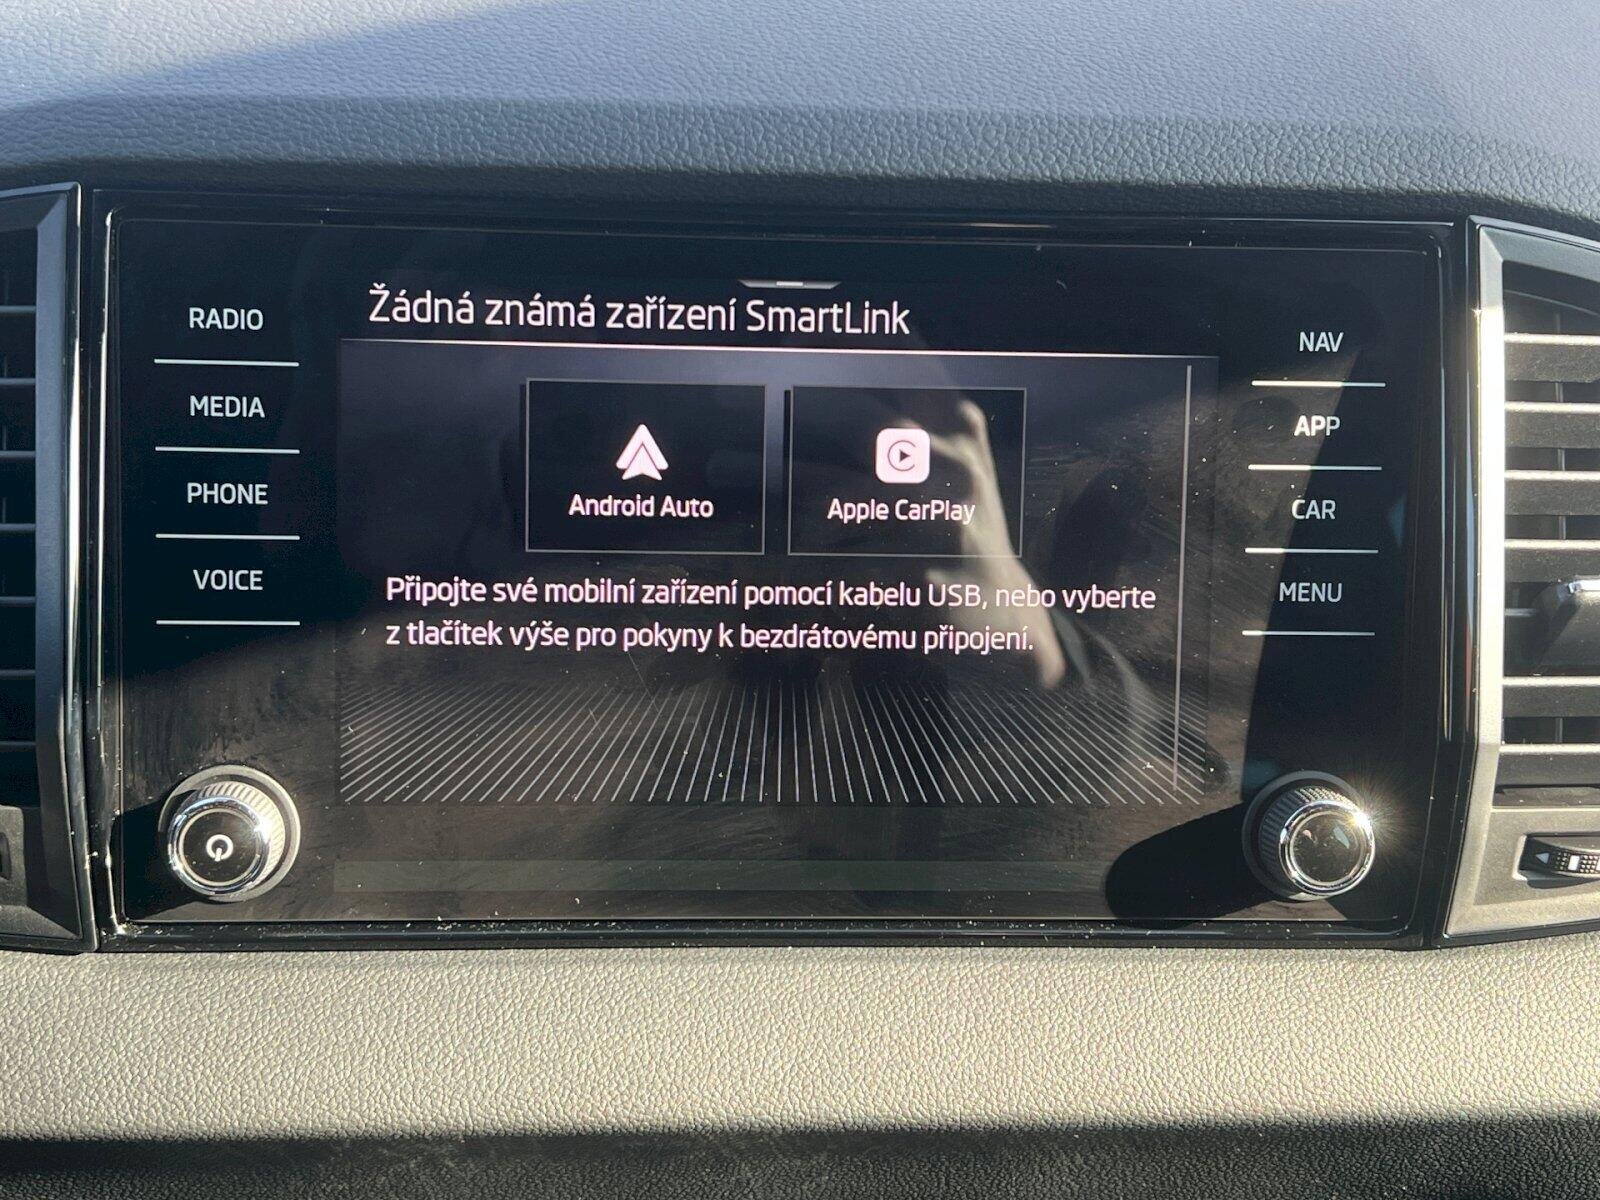 Žádná známá zařízení SmartLink
RADIO
MEDIA
PHONE
VOICE
Android Auto
Apple CarPlay
Připojte své mobilní zařízení pomocí kabelu USB, nebo vyberte
z tlačítek výše pro pokyny k bezdrátovému připojení.
NAV
APP
CAR
MENU